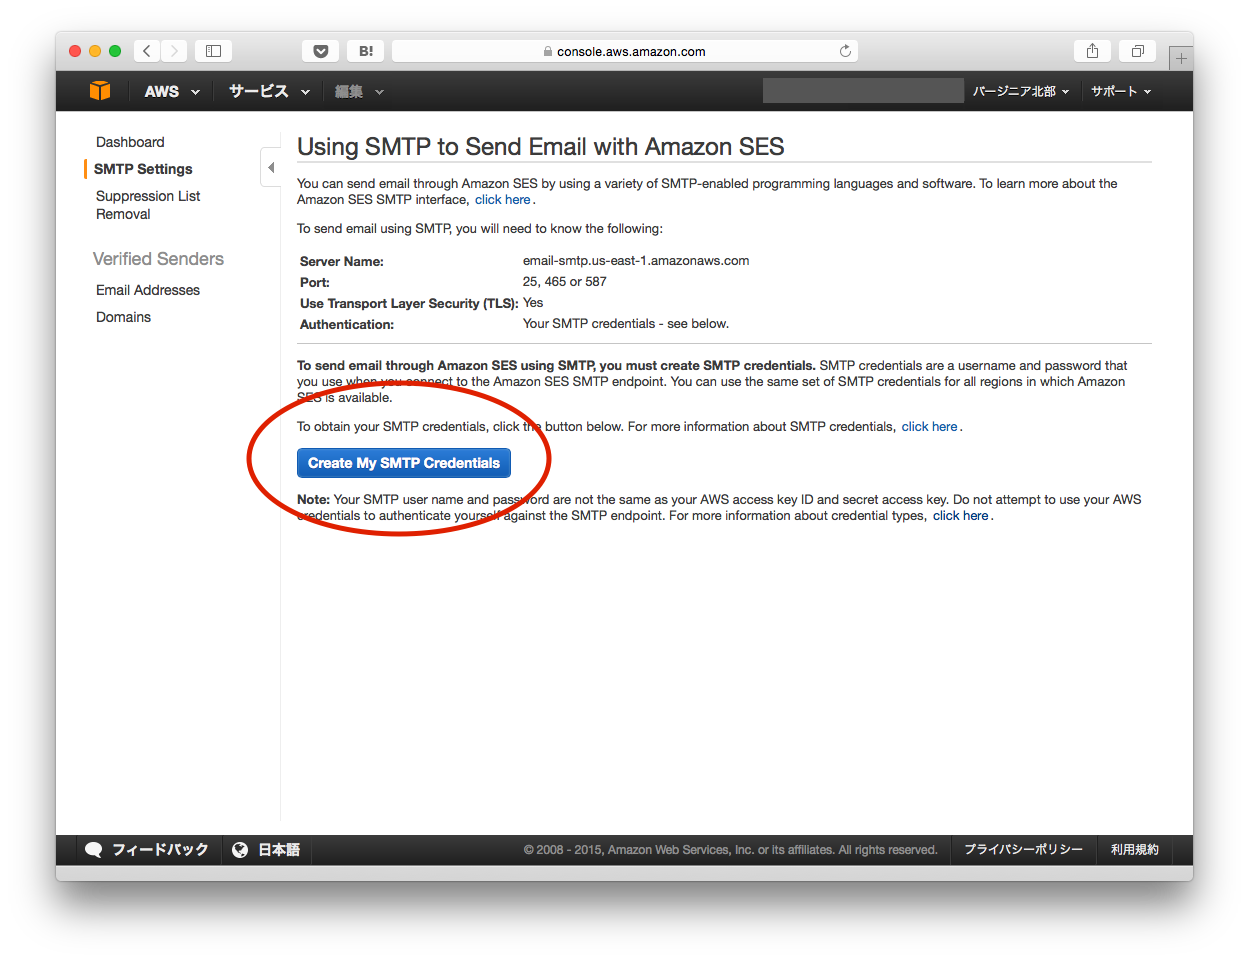 B!
console.aws.amazon.com
AWS サービス 編集 バージニア北部 サポート
Dashboard
SMTP Settings
Suppression List
Removal
Verified Senders
Email Addresses
Domains
Using SMTP to Send Email with Amazon SES
You can send email through Amazon SES by using a variety of SMTP-enabled programming languages and software. To learn more about the
Amazon SES SMTP interface, click here.
To send email using SMTP, you will need to know the following:
Server Name: email-smtp.us-east-1.amazonaws.com
Port: 25, 465 or 587
Use Transport Layer Security (TLS): Yes
Authentication: Your SMTP credentials - see below.
To send email through Amazon SES using SMTP, you must create SMTP credentials. SMTP credentials are a username and password that
you use when you connect to the Amazon SES SMTP endpoint. You can use the same set of SMTP credentials for all regions in which Amazon
SES is available.
To obtain your SMTP credentials, click the button below. For more information about SMTP credentials, click here.
Create My SMTP Credentials
Note: Your SMTP user name and password are not the same as your AWS access key ID and secret access key. Do not attempt to use your AWS
credentials to authenticate yourself against the SMTP endpoint. For more information about credential types, click here.
フィードバック 日本語 © 2008 - 2015, Amazon Web Services, Inc. or its affiliates. All rights reserved. プライバシーポリシー 利用規約